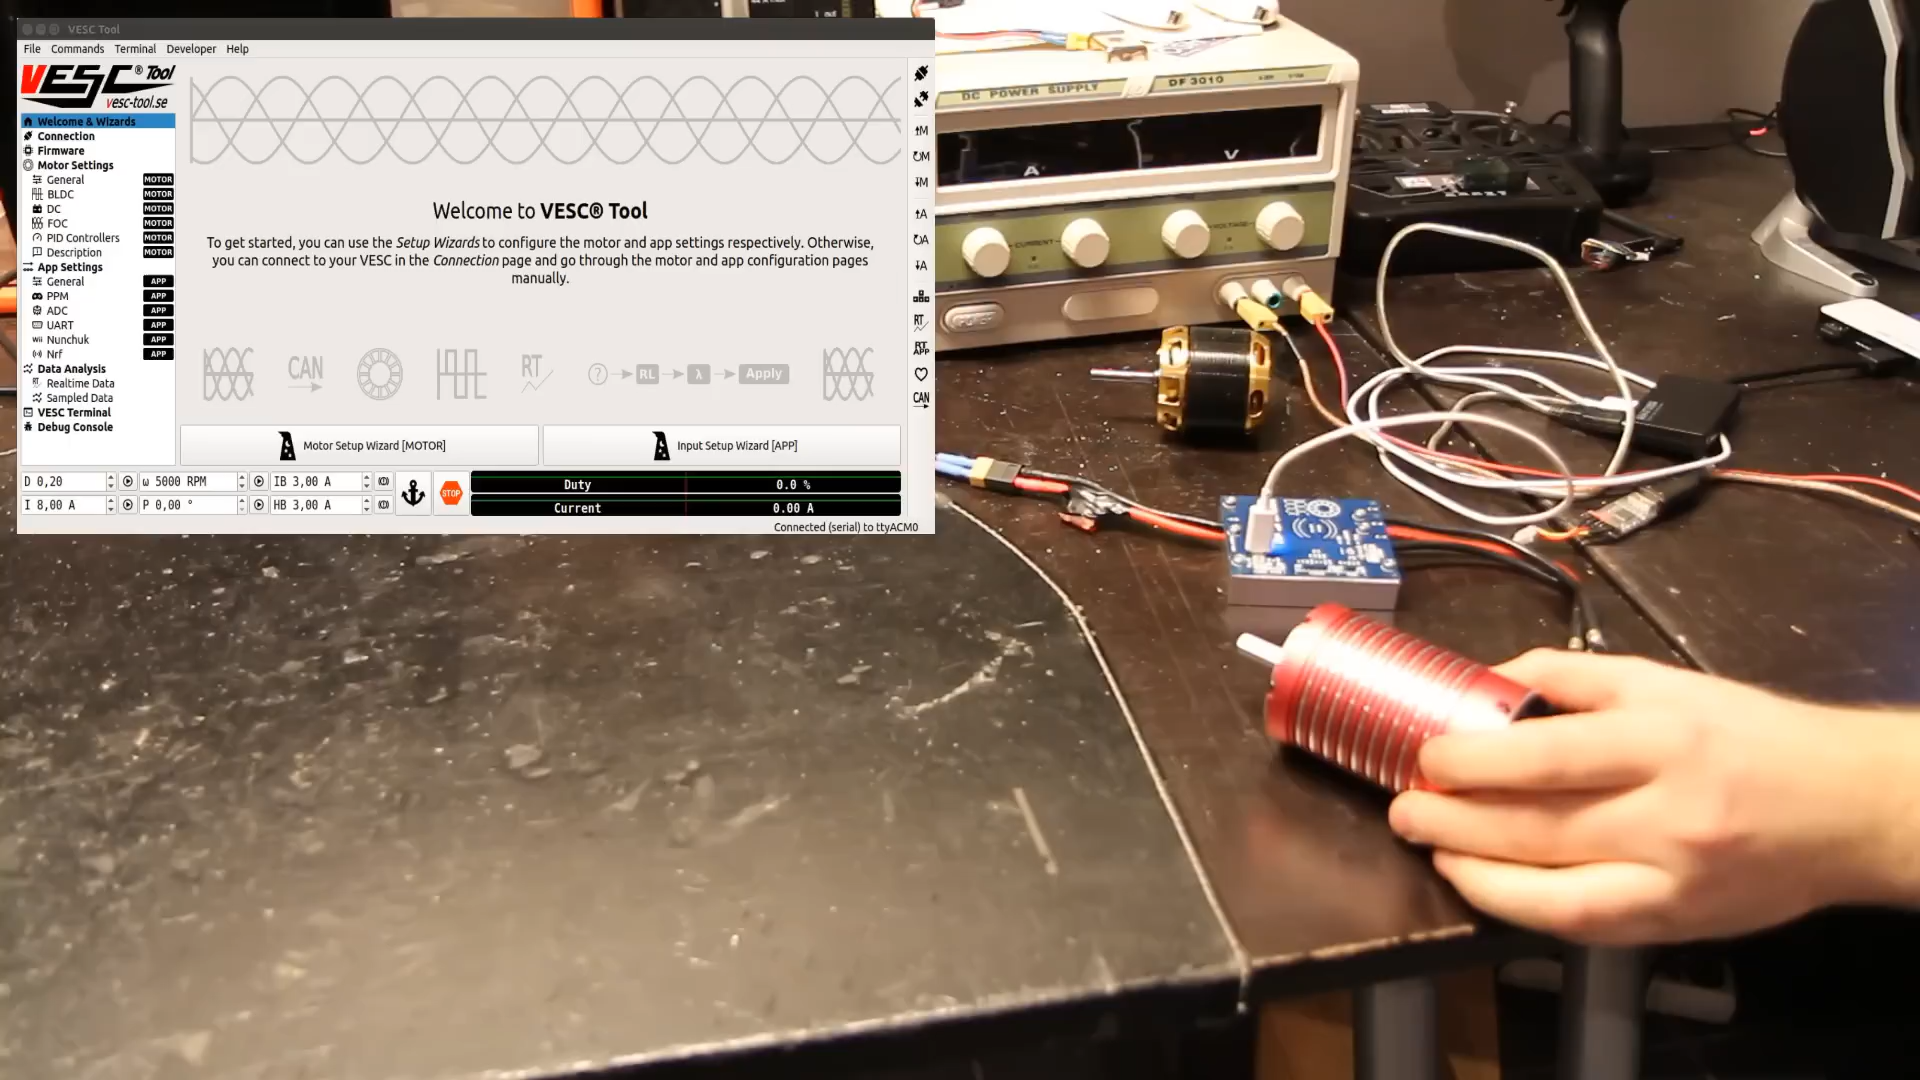 VESC Tool
File Commands Terminal Developer Help
VESC® Tool
vesc-tool.se
Welcome & Wizards
Connection
Firmware
Motor Settings
General MOTOR
BLDC MOTOR
DC MOTOR
FOC MOTOR
PID Controllers MOTOR
Description MOTOR
App Settings
General APP
PPM APP
ADC APP
UART APP
Wii Nunchuk APP
Nrf APP
Data Analysis
Realtime Data
Sampled Data
VESC Terminal
Debug Console
Welcome to VESC® Tool
To get started, you can use the Setup Wizards to configure the motor and app settings respectively. Otherwise,
you can connect to your VESC in the Connection page and go through the motor and app configuration pages
manually.
CAN RT ? RL λ Apply
Motor Setup Wizard [MOTOR] Input Setup Wizard [APP]
D 0,20 ω 5000 RPM IB 3,00 A
I 8,00 A P 0,00 ° HB 3,00 A
STOP
Duty 0.0 %
Current 0.00 A
Connected (serial) to ttyACM0
M
M
M
A
A
A
RT
RT
APP
CAN
DC POWER SUPPLY DF 3010
A V
CURRENT VOLTAGE
POWER